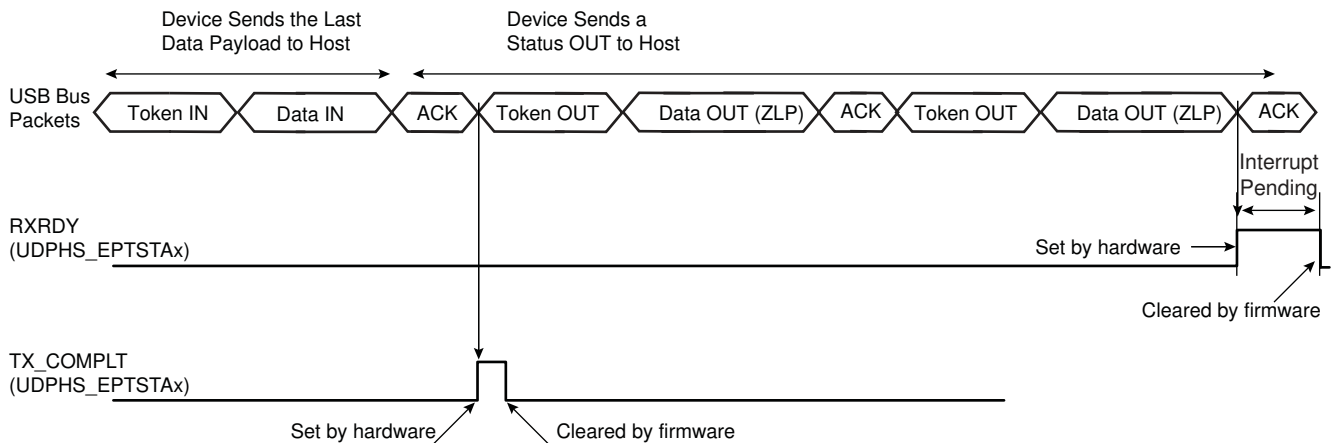 Device Sends the Last
Data Payload to Host
Device Sends a
Status OUT to Host
USB Bus
Packets
Token IN
Data IN
ACK
Token OUT
Data OUT (ZLP)
ACK
Token OUT
Data OUT (ZLP)
ACK
Interrupt
Pending
RXRDY
(UDPHS_EPTSTAx)
Set by hardware
Cleared by firmware
TX_COMPLT
(UDPHS_EPTSTAx)
Set by hardware
Cleared by firmware